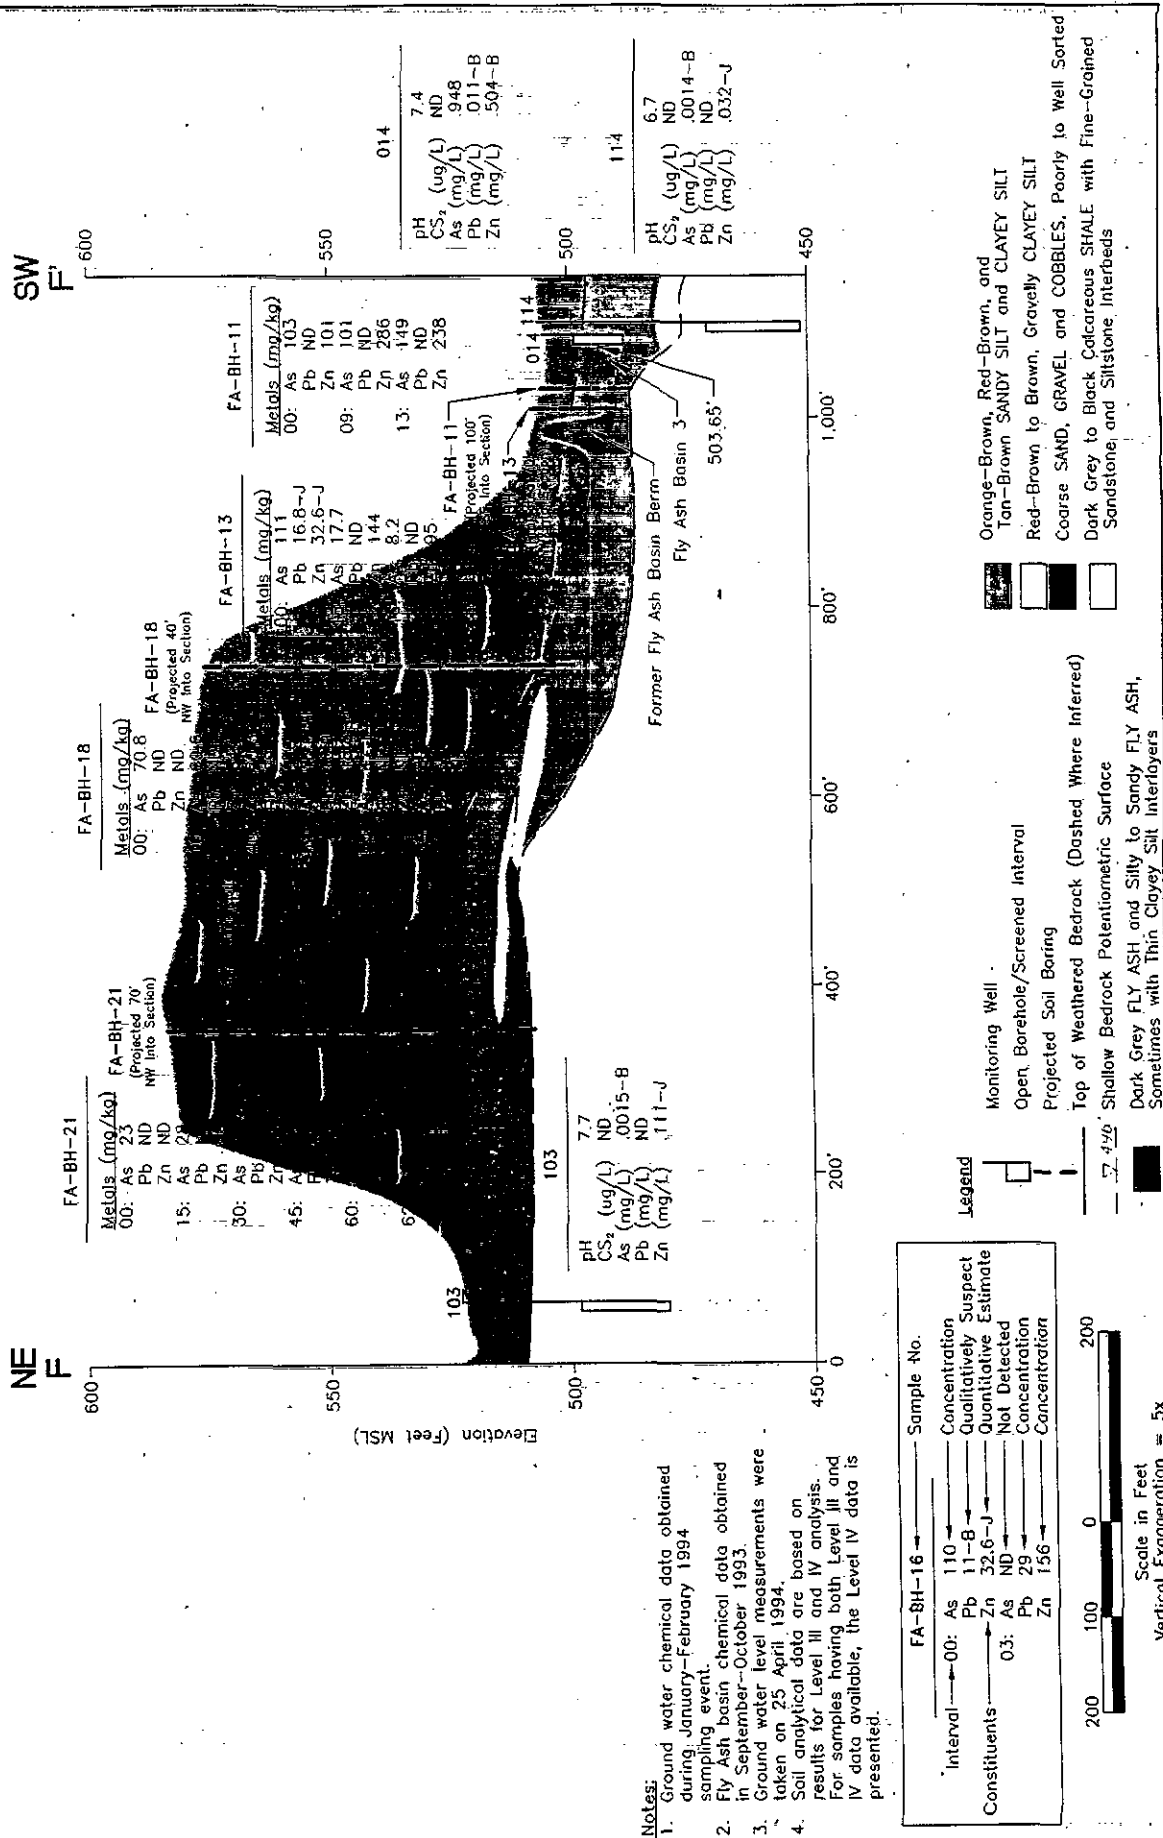 NE
F
SW
F'
600
550
500
450
Elevation (Feet MSL)
600
550
500
450
0
200'
400'
600'
800'
1,000'
FA-BH-21
Metals (mg/kg)
00: As 23
Pb ND
Zn ND
15: As
Pb
Zn
30: As
Pb
Zn
45:
60:
FA-BH-21
(Projected 70'
NW Into Section)
FA-BH-18
Metals (mg/kg)
00: As 70.8
Pb ND
Zn ND
FA-BH-18
(Projected 40'
NW Into Section)
FA-BH-13
Metals (mg/kg)
00: As 111
Pb 16.8-J
Zn 32.6-J
As 17.7
Pb ND
Zn 144
8.2
ND
95
FA-BH-11
Metals (mg/kg)
00: As 103
Pb ND
Zn 101
09: As 101
Pb ND
Zn 286
13: As 149
Pb ND
Zn 238
FA-BH-11
(Projected 100'
Into Section)
13
014
114
103
014
pH 7.4
CS₂ (ug/L) ND
As (mg/L) .948
Pb (mg/L) .011-B
Zn (mg/L) .504-B
114
pH 6.7
CS₂ (ug/L) ND
As (mg/L) .0014-B
Pb (mg/L) ND
Zn (mg/L) .032-J
103
pH 7.7
CS₂ (ug/L) ND
As (mg/L) .0015-B
Pb (mg/L) ND
Zn (mg/L) .111-J
Former Fly Ash Basin Berm
Fly Ash Basin 3
503.65'
Notes:
1. Ground water chemical data obtained
during January-February 1994
sampling event.
2. Fly Ash basin chemical data obtained
in September-October 1993.
3. Ground water level measurements were
taken on 25 April 1994.
4. Soil analytical data are based on
results for Level III and IV analysis.
For samples having both Level III and
IV data available, the Level IV data is
presented.
FA-BH-16 Sample No.
Interval 00: As 110 Concentration
Pb 11-B Qualitatively Suspect
Constituents Zn 32.6-J Quantitative Estimate
03: As ND Not Detected
Pb 29 Concentration
Zn 156 Concentration
200 100 0 200
Scale in Feet
Vertical Exageration = 5x
Legend
Monitoring Well
Open Borehole/Screened Interval
Projected Soil Boring
Top of Weathered Bedrock (Dashed Where Inferred)
Shallow Bedrock Potentiometric Surface
Dark Grey FLY ASH and Silty to Sandy FLY ASH,
Sometimes with Thin Clayey Silt Interlayers
Orange-Brown, Red-Brown, and
Tan-Brown SANDY SILT and CLAYEY SILT
Red-Brown to Brown, Gravelly CLAYEY SILT
Coarse SAND, GRAVEL and COBBLES, Poorly to Well Sorted
Dark Grey to Black Calcareous SHALE with Fine-Grained
Sandstone and Siltstone Interbeds